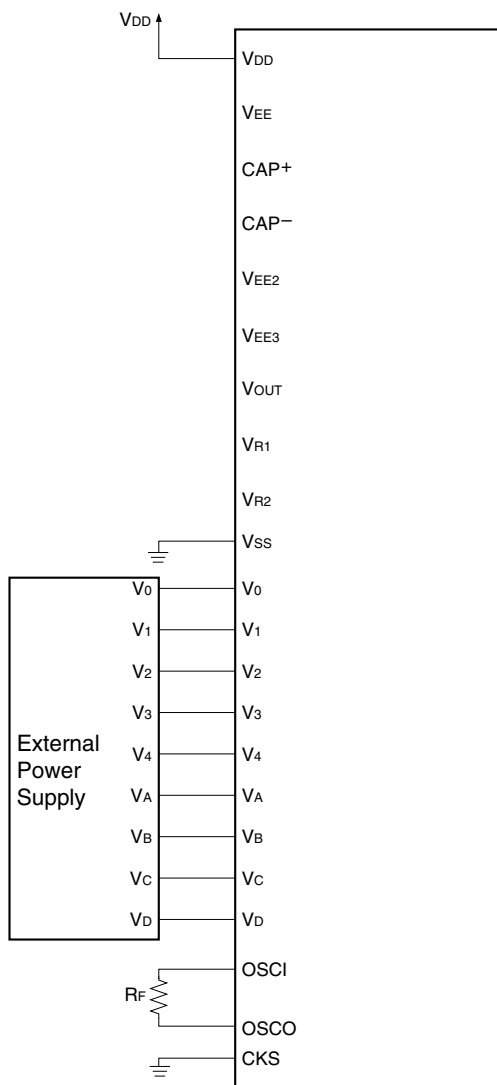 VDD
VDD
VEE
CAP+
CAP−
VEE2
VEE3
VOUT
VR1
VR2
VSS
V0 V0
V1 V1
V2 V2
V3 V3
External
Power
Supply
V4 V4
VA VA
VB VB
VC VC
VD VD
OSCI
RF
OSCO
CKS